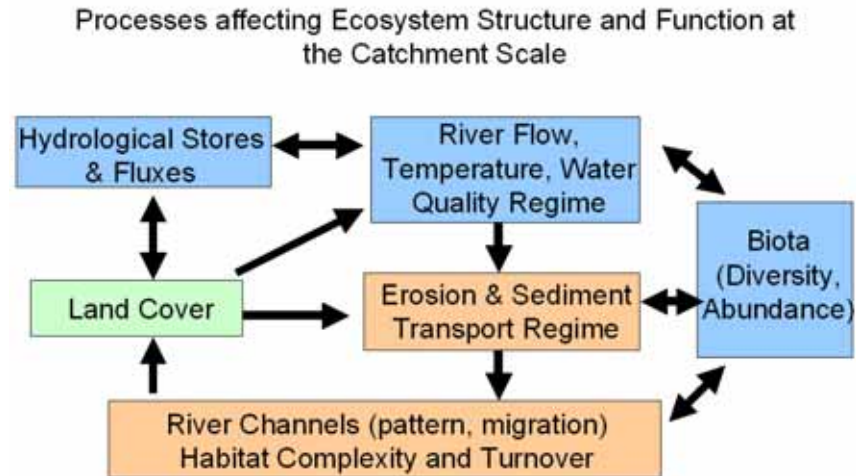 Processes affecting Ecosystem Structure and Function at
the Catchment Scale
Hydrological Stores
& Fluxes
River Flow,
Temperature, Water
Quality Regime
Biota
(Diversity,
Abundance)
Land Cover
Erosion & Sediment
Transport Regime
River Channels (pattern, migration)
Habitat Complexity and Turnover